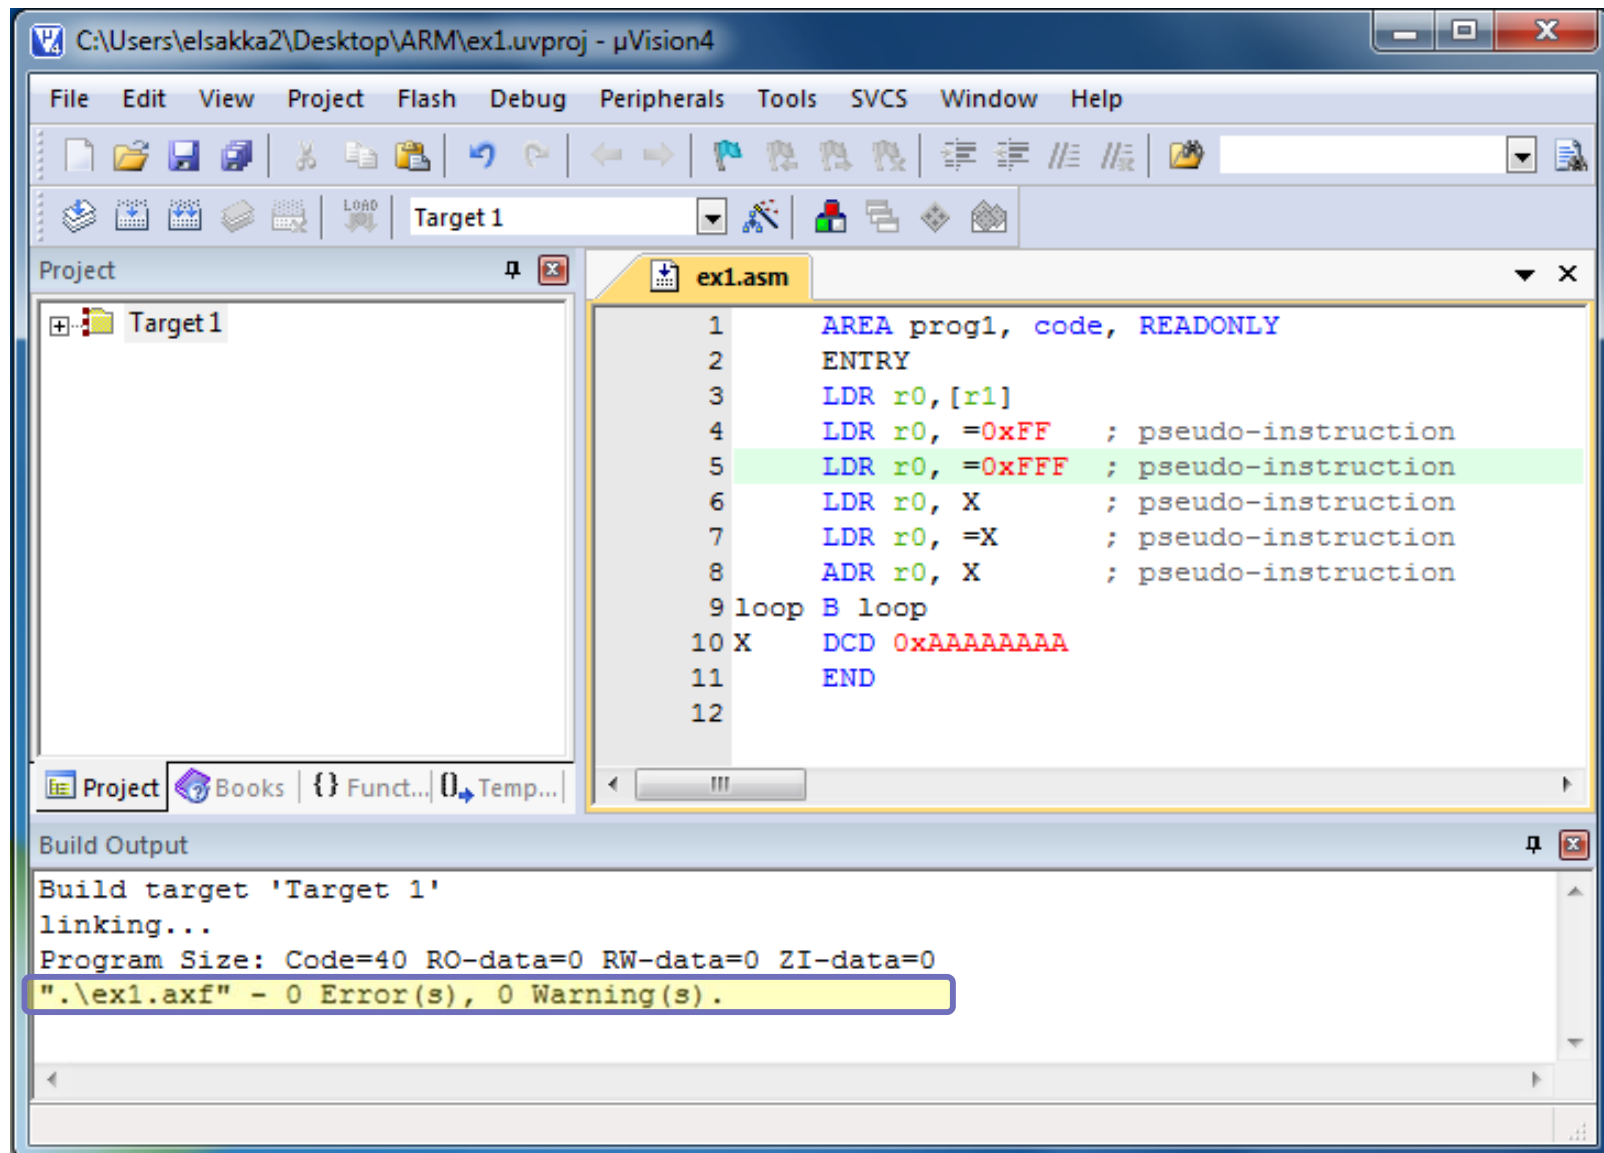 C:\Users\elsakka2\Desktop\ARM\ex1.uvproj - µVision4
File Edit View Project Flash Debug Peripherals Tools SVCS Window Help
LOAD
Target 1
Project
Target 1
Project Books {} Funct... Temp...
ex1.asm
1 AREA prog1, code, READONLY
2 ENTRY
3 LDR r0,[r1]
4 LDR r0, =0xFF ; pseudo-instruction
5 LDR r0, =0xFFF ; pseudo-instruction
6 LDR r0, X ; pseudo-instruction
7 LDR r0, =X ; pseudo-instruction
8 ADR r0, X ; pseudo-instruction
9 loop B loop
10 X DCD 0xAAAAAAAA
11 END
12
Build Output
Build target 'Target 1'
linking...
Program Size: Code=40 RO-data=0 RW-data=0 ZI-data=0
".\ex1.axf" - 0 Error(s), 0 Warning(s).